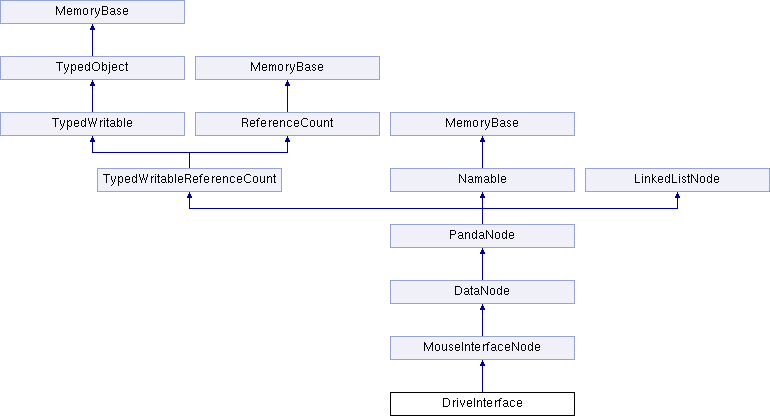 MemoryBase
TypedObject
MemoryBase
TypedWritable
ReferenceCount
MemoryBase
TypedWritableReferenceCount
Namable
LinkedListNode
PandaNode
DataNode
MouseInterfaceNode
DriveInterface